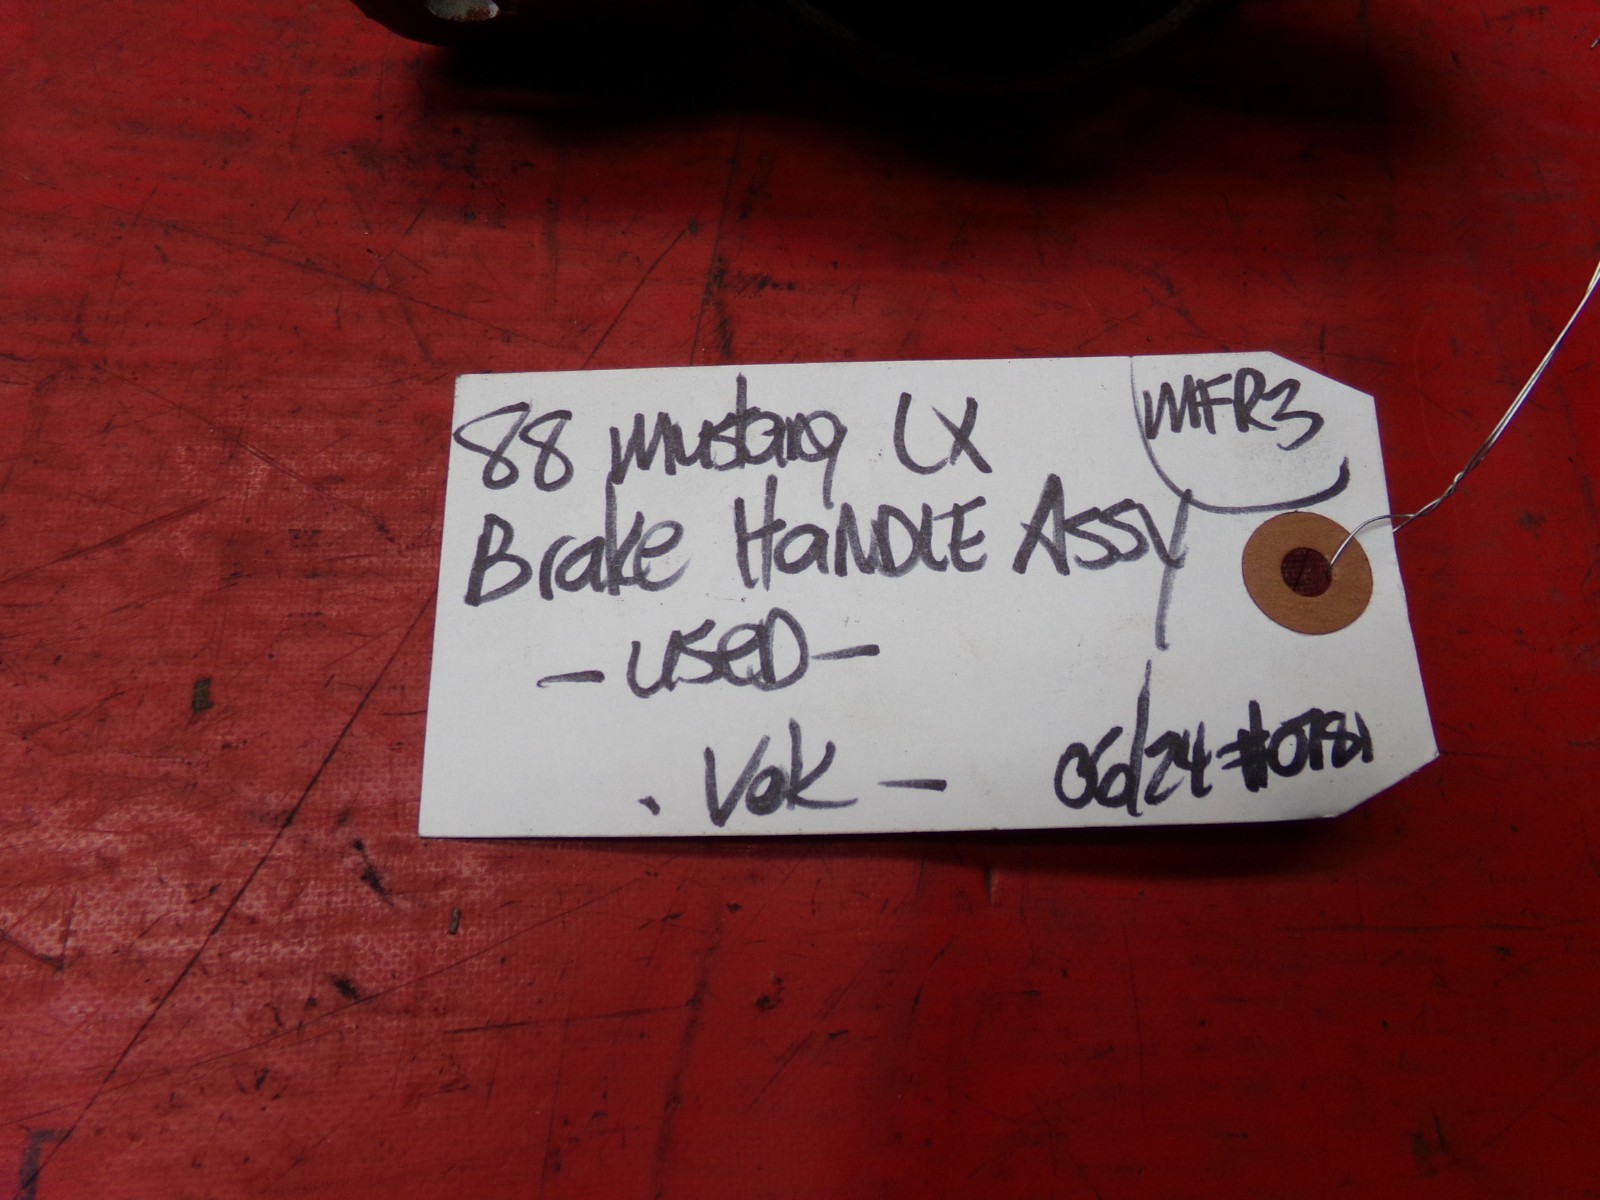 88 Mustang LX
MFR3
Brake HaNDLE ASSY
- USeD -
. Vok - 06/24 #0781